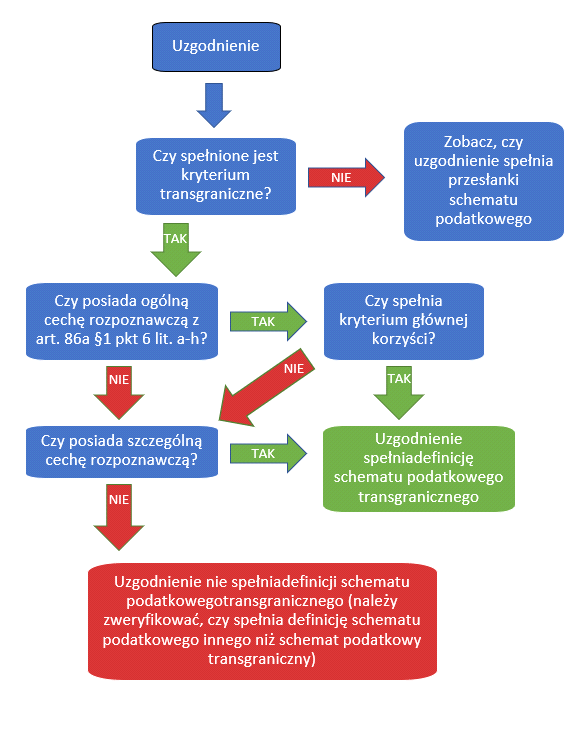 Uzgodnienie
Czy spełnione jest
kryterium
transgraniczne?
NIE
Zobacz, czy
uzgodnienie spełnia
przesłanki
schematu
podatkowego
TAK
Czy posiada ogólną
cechę rozpoznawczą z
art. 86a §1 pkt 6 lit. a-h?
TAK
Czy spełnia
kryterium głównej
korzyści?
NIE
NIE
TAK
Czy posiada szczególną
cechę rozpoznawczą?
TAK
Uzgodnienie
spełniadefinicję
schematu podatkowego
transgranicznego
NIE
Uzgodnienie nie spełniadefinicji schematu
podatkowegotransgranicznego (należy
zweryfikować, czy spełnia definicję schematu
podatkowego innego niż schemat podatkowy
transgraniczny)